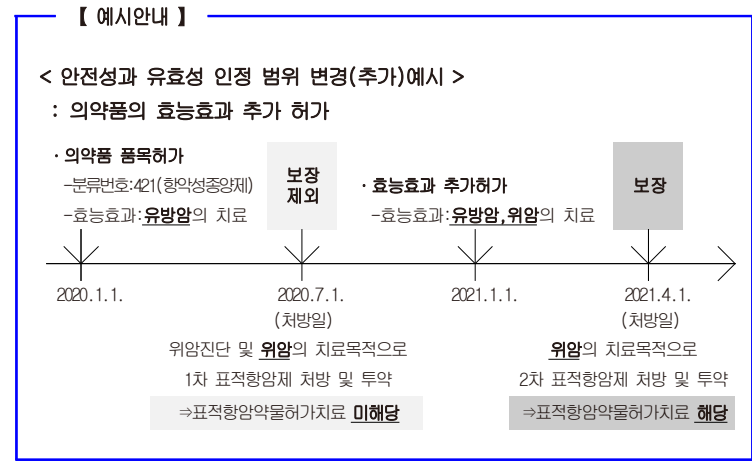 【 예시안내 】
< 안전성과 유효성 인정 범위 변경(추가)예시 >
: 의약품의 효능효과 추가 허가
· 의약품 품목허가
-분류번호:421(항악성종양제)
-효능효과:유방암의 치료
보장
제외
· 효능효과 추가허가
-효능효과:유방암,위암의 치료
보장
2020.1.1.
2020.7.1.
(처방일)
2021.1.1.
2021.4.1.
(처방일)
위암진단 및 위암의 치료목적으로
1차 표적항암제 처방 및 투약
⇒표적항암약물허가치료 미해당
위암의 치료목적으로
2차 표적항암제 처방 및 투약
⇒표적항암약물허가치료 해당